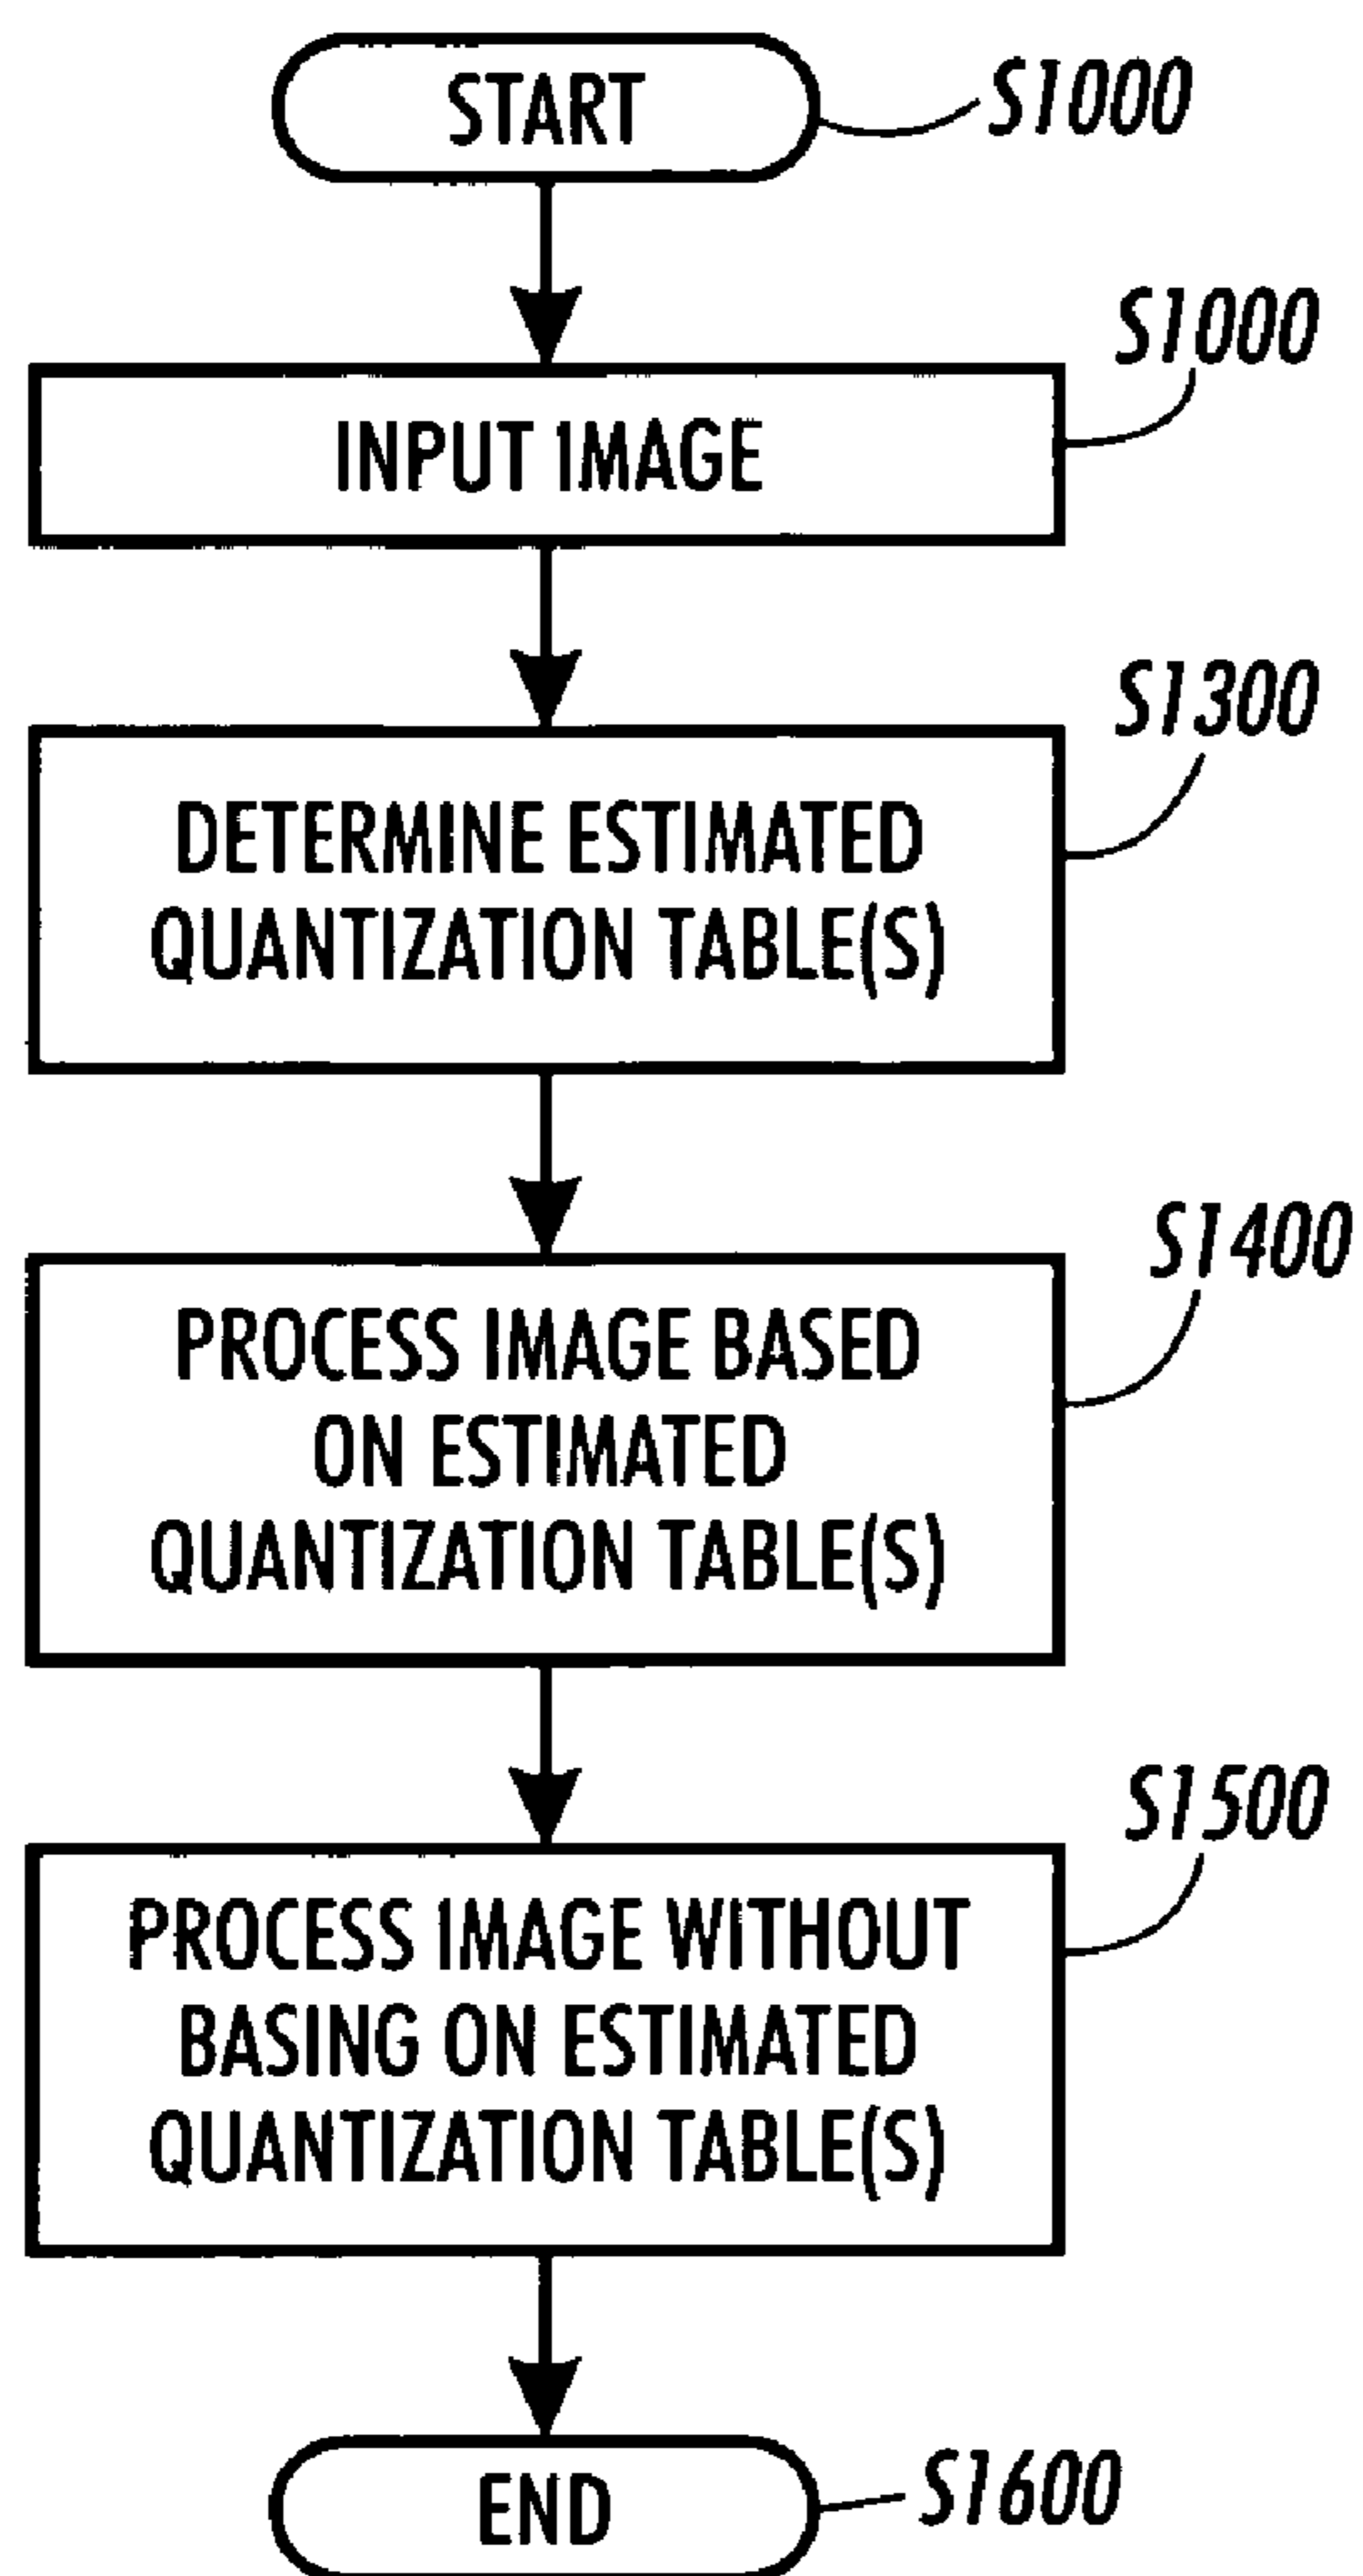 START
S1000
S1000
INPUT IMAGE
S1300
DETERMINE ESTIMATED
QUANTIZATION TABLE(S)
S1400
PROCESS IMAGE BASED
ON ESTIMATED
QUANTIZATION TABLE(S)
S1500
PROCESS IMAGE WITHOUT
BASING ON ESTIMATED
QUANTIZATION TABLE(S)
END
S1600